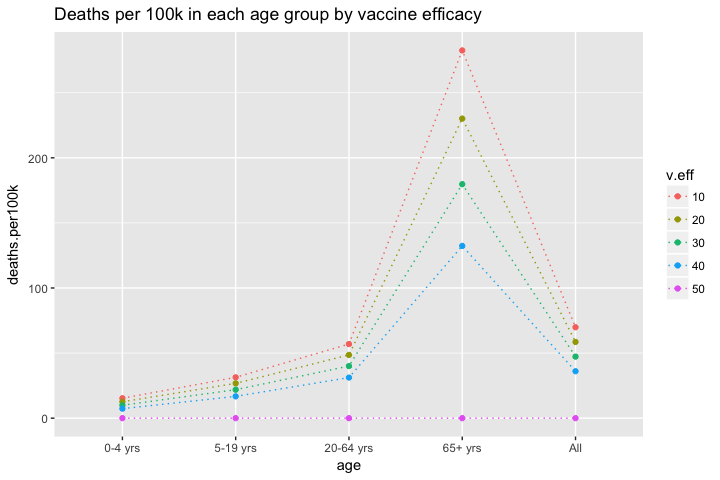 Deaths per 100k in each age group by vaccine efficacy
deaths.per100k
200
100
0
0-4 yrs
5-19 yrs
20-64 yrs
65+ yrs
All
age
v.eff
10
20
30
40
50